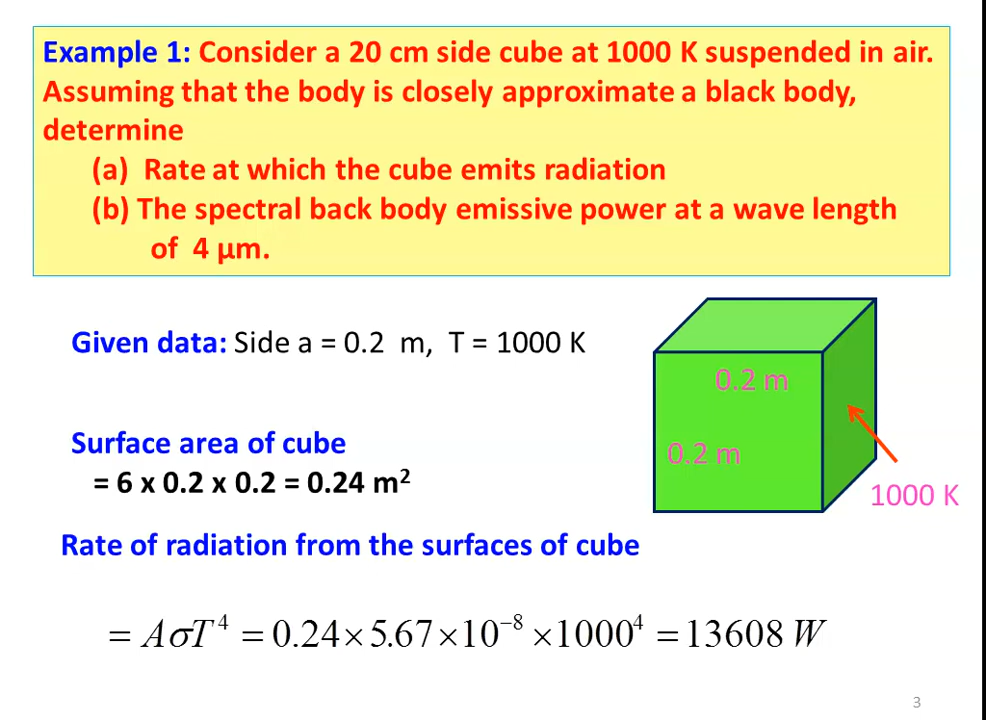 Example 1: Consider a 20 cm side cube at 1000 K suspended in air.
Assuming that the body is closely approximate a black body,
determine
(a) Rate at which the cube emits radiation
(b) The spectral back body emissive power at a wave length
of 4 μm.
Given data: Side a = 0.2 m, T = 1000 K
0.2 m
0.2 m
1000 K
Surface area of cube
= 6 x 0.2 x 0.2 = 0.24 m²
Rate of radiation from the surfaces of cube
= AσT⁴ = 0.24 × 5.67 × 10⁻⁸ × 1000⁴ = 13608 W
3